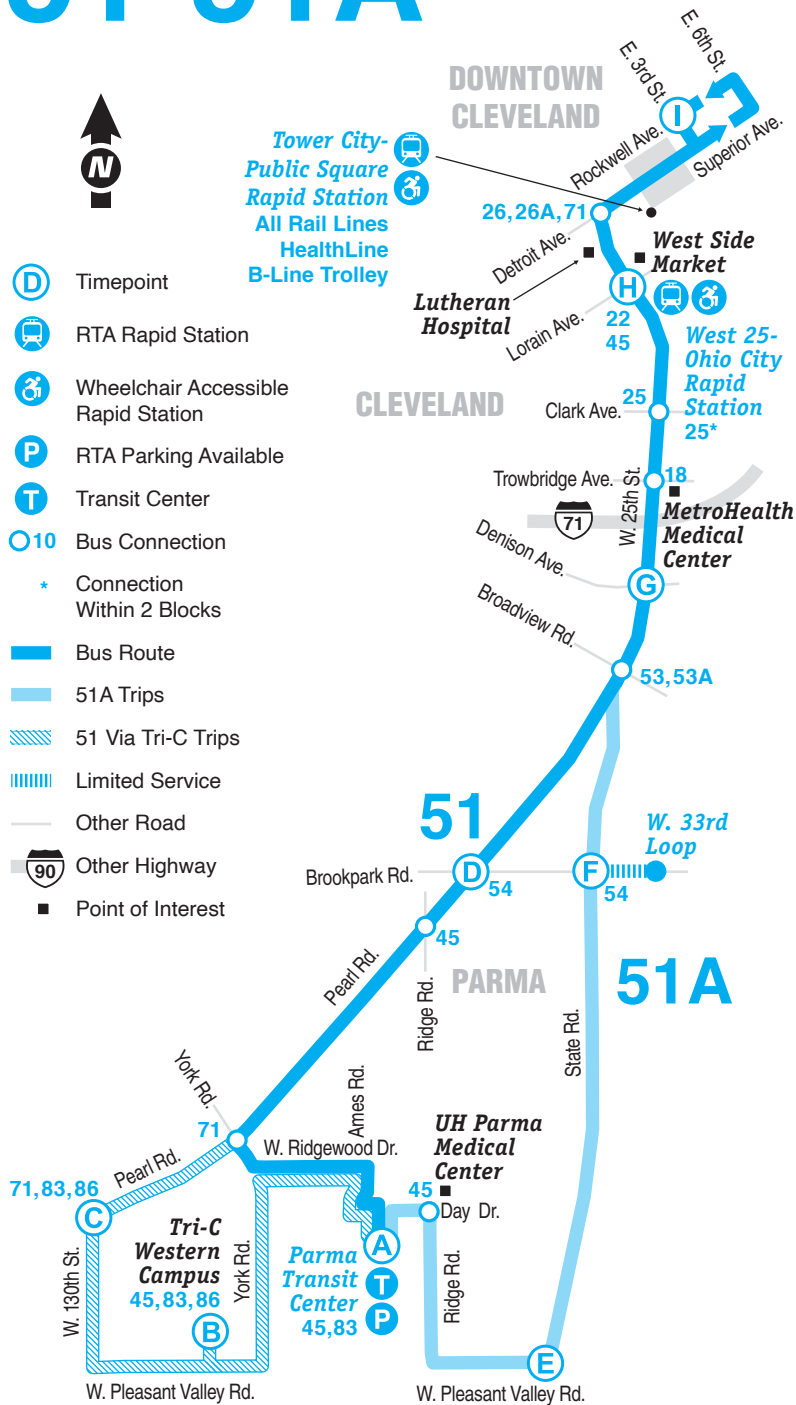 51 51A
E. 6th St.
E. 3rd St.
DOWNTOWN
CLEVELAND
I
Rockwell Ave.
Superior Ave.
N
Tower City-
Public Square
Rapid Station
All Rail Lines
HealthLine
B-Line Trolley
26,26A,71
Detroit Ave.
West Side
Market
Lutheran
Hospital
H
Lorain Ave.
22
45
West 25-
Ohio City
Rapid
Station
25*
CLEVELAND
25
Clark Ave.
Trowbridge Ave.
18
W. 25th St.
71
MetroHealth
Medical
Center
Denison Ave.
G
Broadview Rd.
53,53A
D Timepoint
RTA Rapid Station
Wheelchair Accessible
Rapid Station
P RTA Parking Available
T Transit Center
10 Bus Connection
* Connection
Within 2 Blocks
Bus Route
51A Trips
51 Via Tri-C Trips
Limited Service
Other Road
90 Other Highway
Point of Interest
51
W. 33rd
Loop
Brookpark Rd.
D
54
F
54
45
Pearl Rd.
Ridge Rd.
PARMA
51A
State Rd.
York Rd.
Ames Rd.
71
W. Ridgewood Dr.
UH Parma
Medical
Center
Pearl Rd.
71,83,86
C
45
Day Dr.
Tri-C
Western
Campus
45,83,86
B
W. 130th St.
York Rd.
A
Parma
Transit
Center
45,83
T
P
Ridge Rd.
E
W. Pleasant Valley Rd.
W. Pleasant Valley Rd.